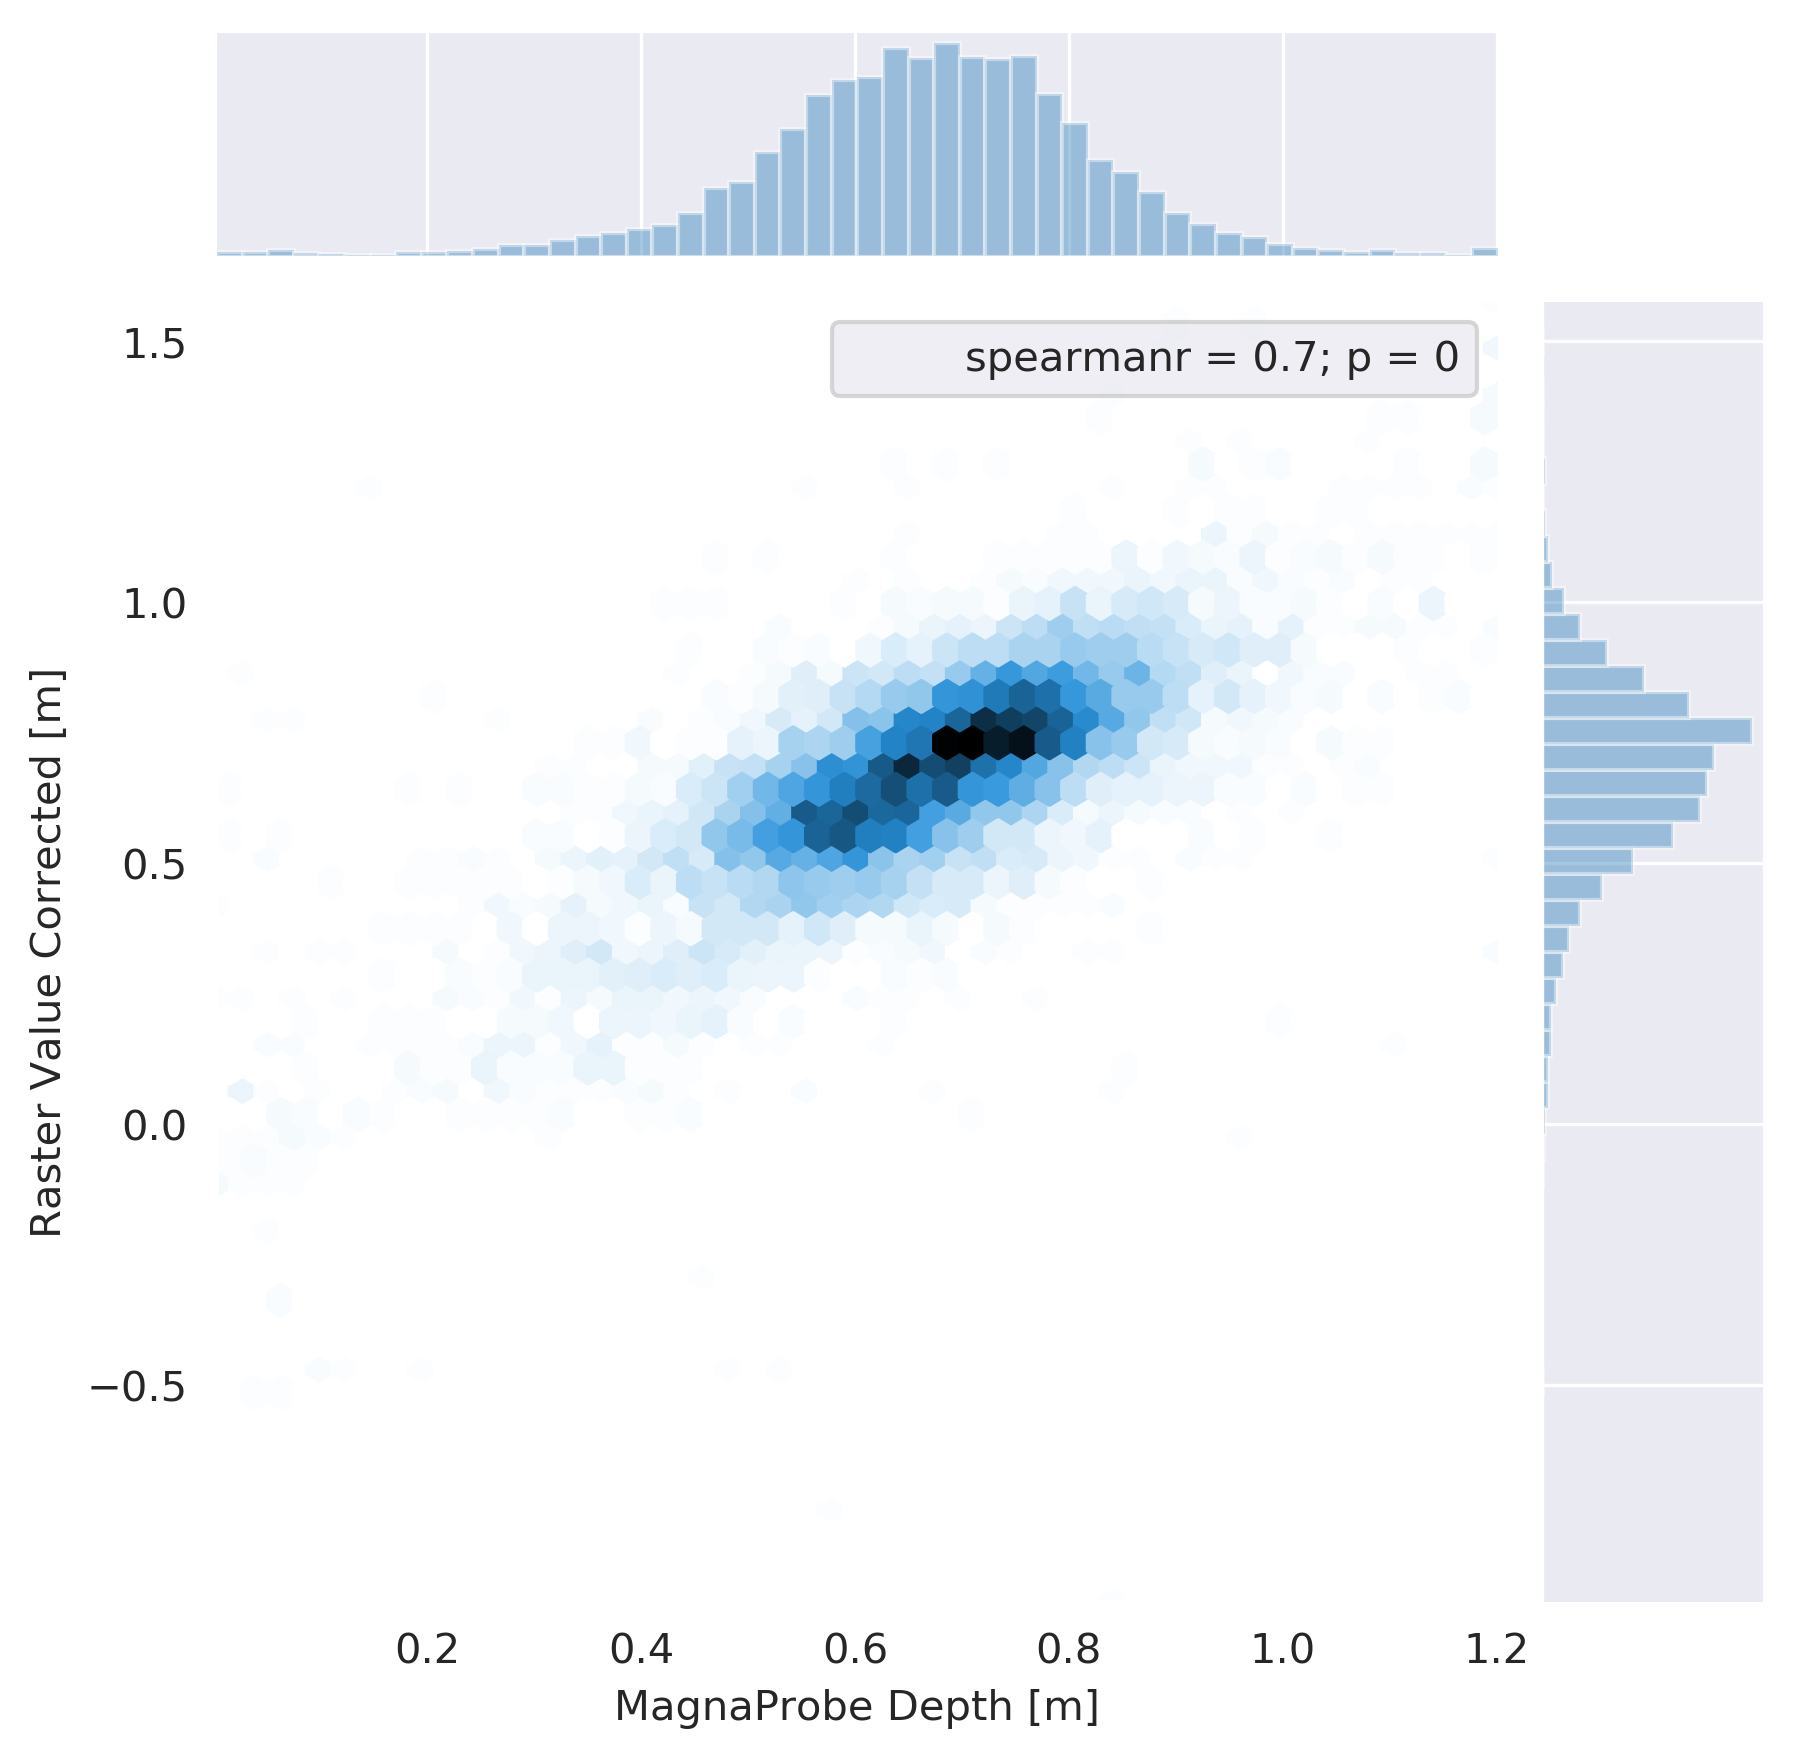 spearmanr = 0.7; p = 0
1.5
1.0
0.5
0.0
−0.5
Raster Value Corrected [m]
0.2 0.4 0.6 0.8 1.0 1.2
MagnaProbe Depth [m]